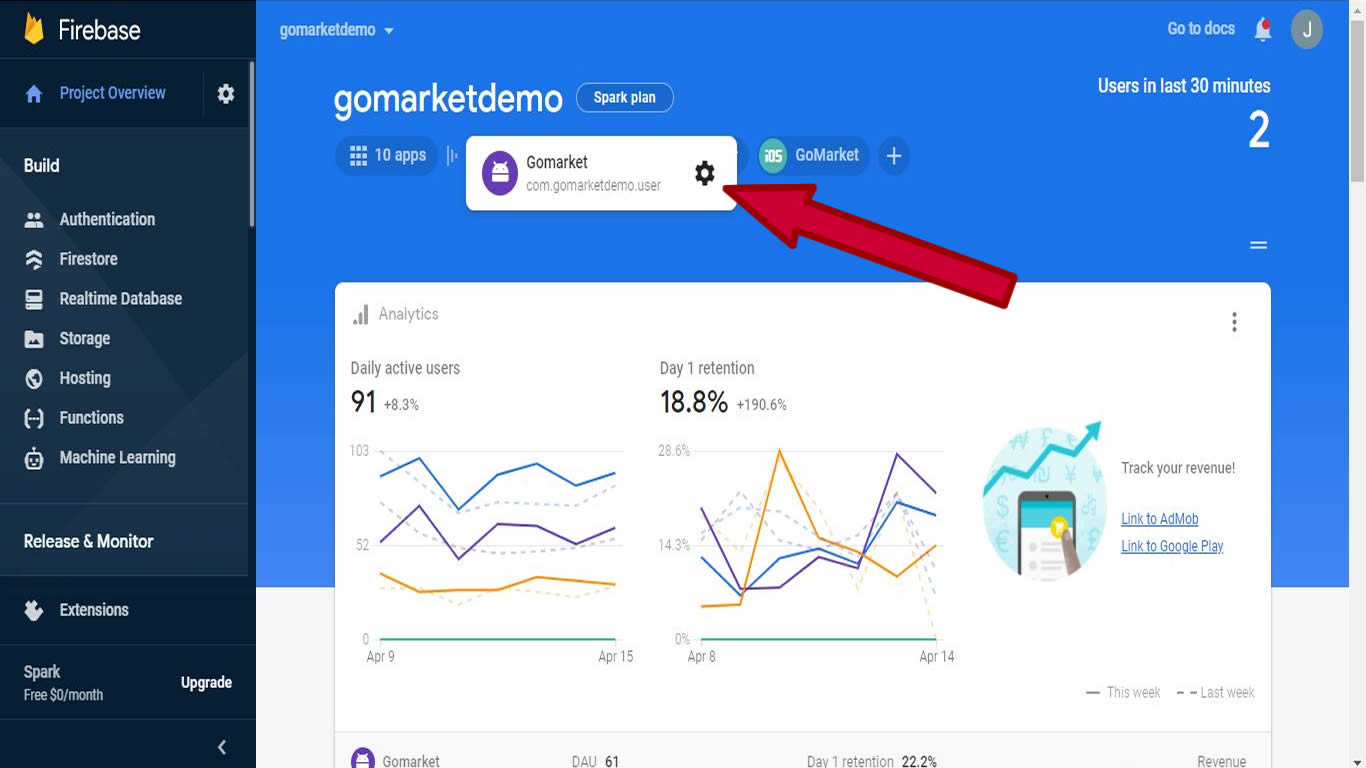 Firebase
Project Overview
Build
Authentication
Firestore
Realtime Database
Storage
Hosting
Functions
Machine Learning
Release & Monitor
Extensions
Spark
Free $0/month
Upgrade
gomarketdemo
Go to docs
J
gomarketdemo
Spark plan
Users in last 30 minutes
2
10 apps
Gomarket
com.gomarketdemo.user
iOS
GoMarket
Analytics
Daily active users
91 +8.3%
103
52
0
Apr 9
Apr 15
Day 1 retention
18.8% +190.6%
28.6%
14.3%
0%
Apr 8
Apr 14
Track your revenue!
Link to AdMob
Link to Google Play
This week
Last week
Gomarket
DAU 61
Day 1 retention 22.2%
Revenue